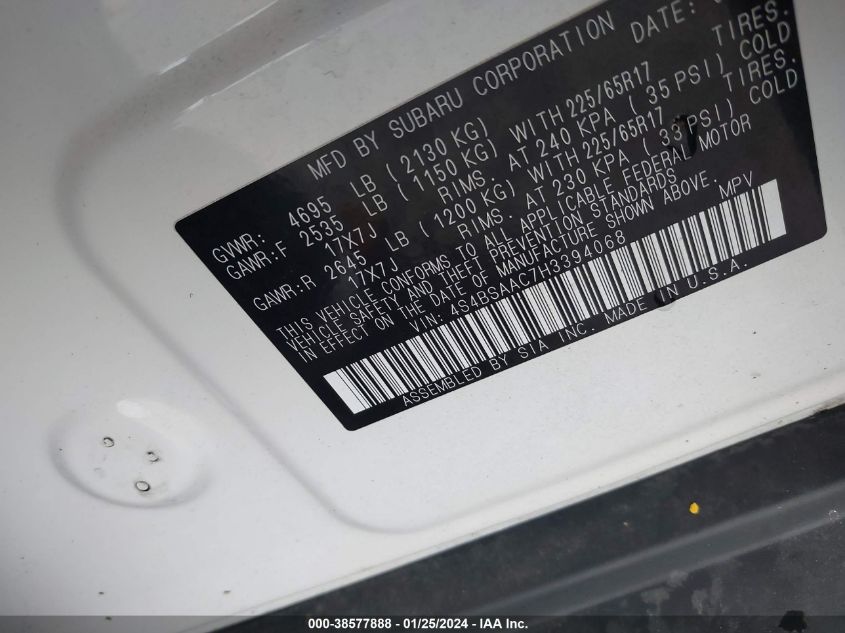 MFD BY SUBARU CORPORATION DATE:
GVWR: 4695 LB ( 2130 KG)
GAWR:F 2535 LB ( 1150 KG) WITH 225/65R17 TIRES.
17X7J RIMS. AT 240 KPA ( 35 PSI) COLD
GAWR:R 2645 LB ( 1200 KG) WITH 225/65R17 TIRES.
17X7J RIMS. AT 230 KPA ( 33 PSI) COLD
THIS VEHICLE CONFORMS TO ALL APPLICABLE FEDERAL MOTOR
VEHICLE SAFETY AND THEFT PREVENTION STANDARDS
IN EFFECT ON THE DATE OF MANUFACTURE SHOWN ABOVE.
VIN: 4S4BSAAC7H3394068 MPV
ASSEMBLED BY SIA INC. MADE IN U.S.A.
000-38577888 - 01/25/2024 - IAA Inc.